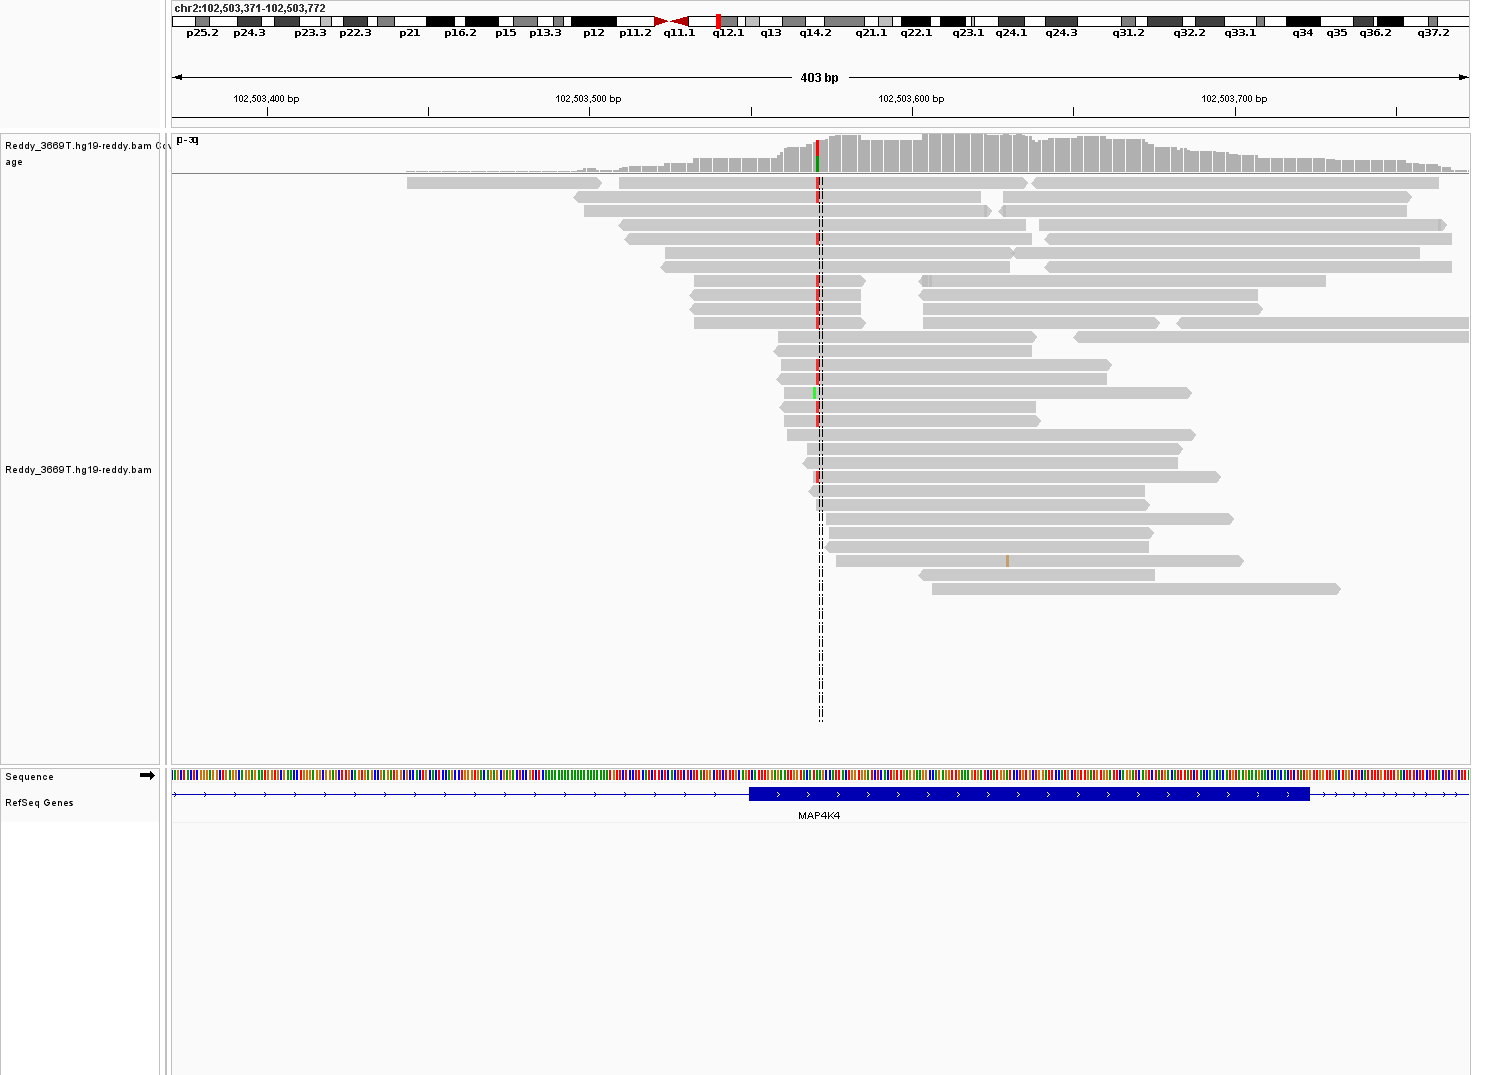 chr2:102,503,371-102,503,772
p25.2 p24.3 p23.3 p22.3 p21 p16.2 p15 p13.3 p12 p11.2 q11.1 q12.1 q13 q14.2 q21.1 q22.1 q23.1 q24.1 q24.3 q31.2 q32.2 q33.1 q34 q35 q36.2 q37.2
403 bp
102,503,400 bp 102,503,500 bp 102,503,600 bp 102,503,700 bp
Reddy_3669T.hg19-reddy.bam
age
Reddy_3669T.hg19-reddy.bam
Sequence
RefSeq Genes
MAP4K4